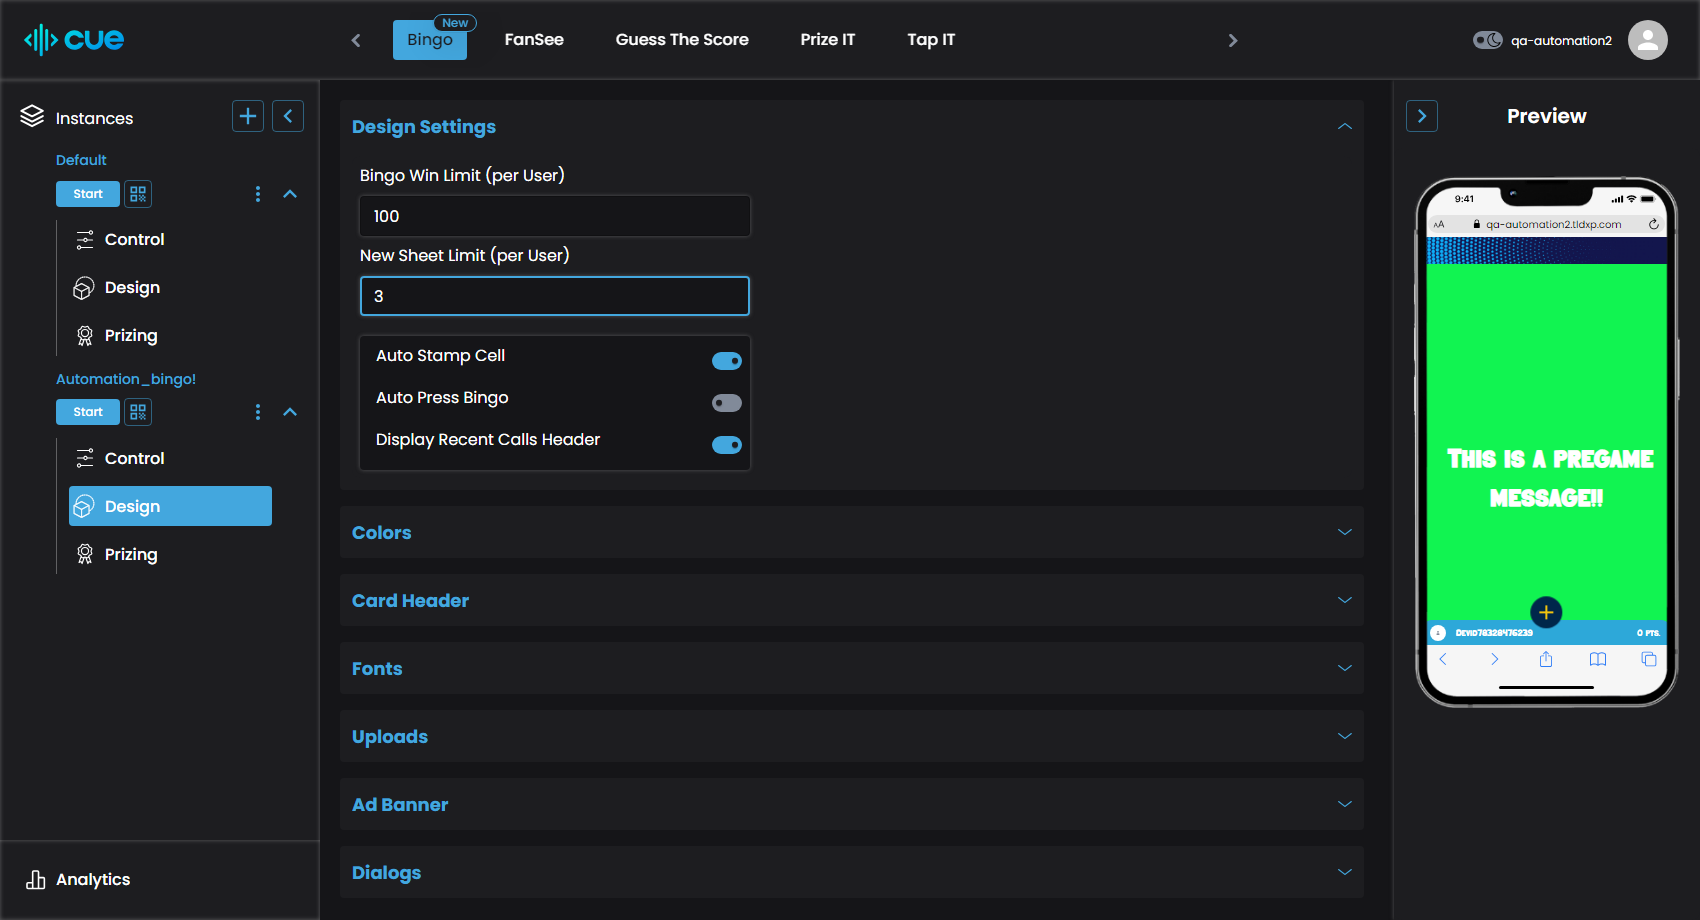 cue
Bingo
New
FanSee
Guess The Score
Prize IT
Tap IT
qa-automation2
Instances
Default
Start
Control
Design
Prizing
Automation_bingo!
Start
Control
Design
Prizing
Analytics
Design Settings
Bingo Win Limit (per User)
100
New Sheet Limit (per User)
3
Auto Stamp Cell
Auto Press Bingo
Display Recent Calls Header
Colors
Card Header
Fonts
Uploads
Ad Banner
Dialogs
Preview
9:41
AA qa-automation2.tldxp.com
THIS IS A PREGAME
MESSAGE!!
DEVID78328476239
0 PTS.